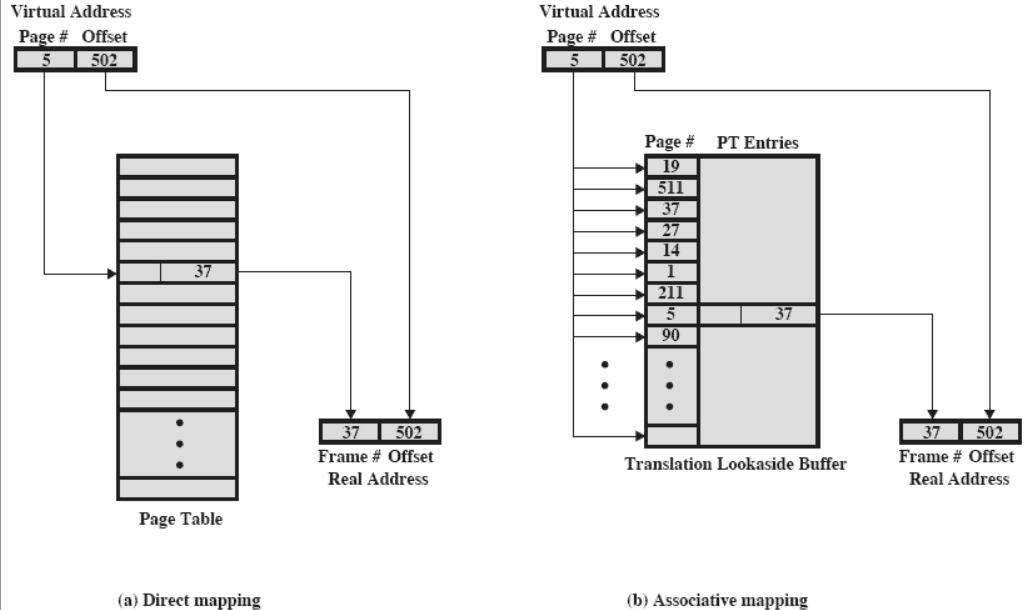 Virtual Address
Page # Offset
5 502
37
37 502
Frame # Offset
Real Address
Page Table
(a) Direct mapping
Virtual Address
Page # Offset
5 502
Page # PT Entries
19
511
37
27
14
1
211
5 37
90
Translation Lookaside Buffer
37 502
Frame # Offset
Real Address
(b) Associative mapping